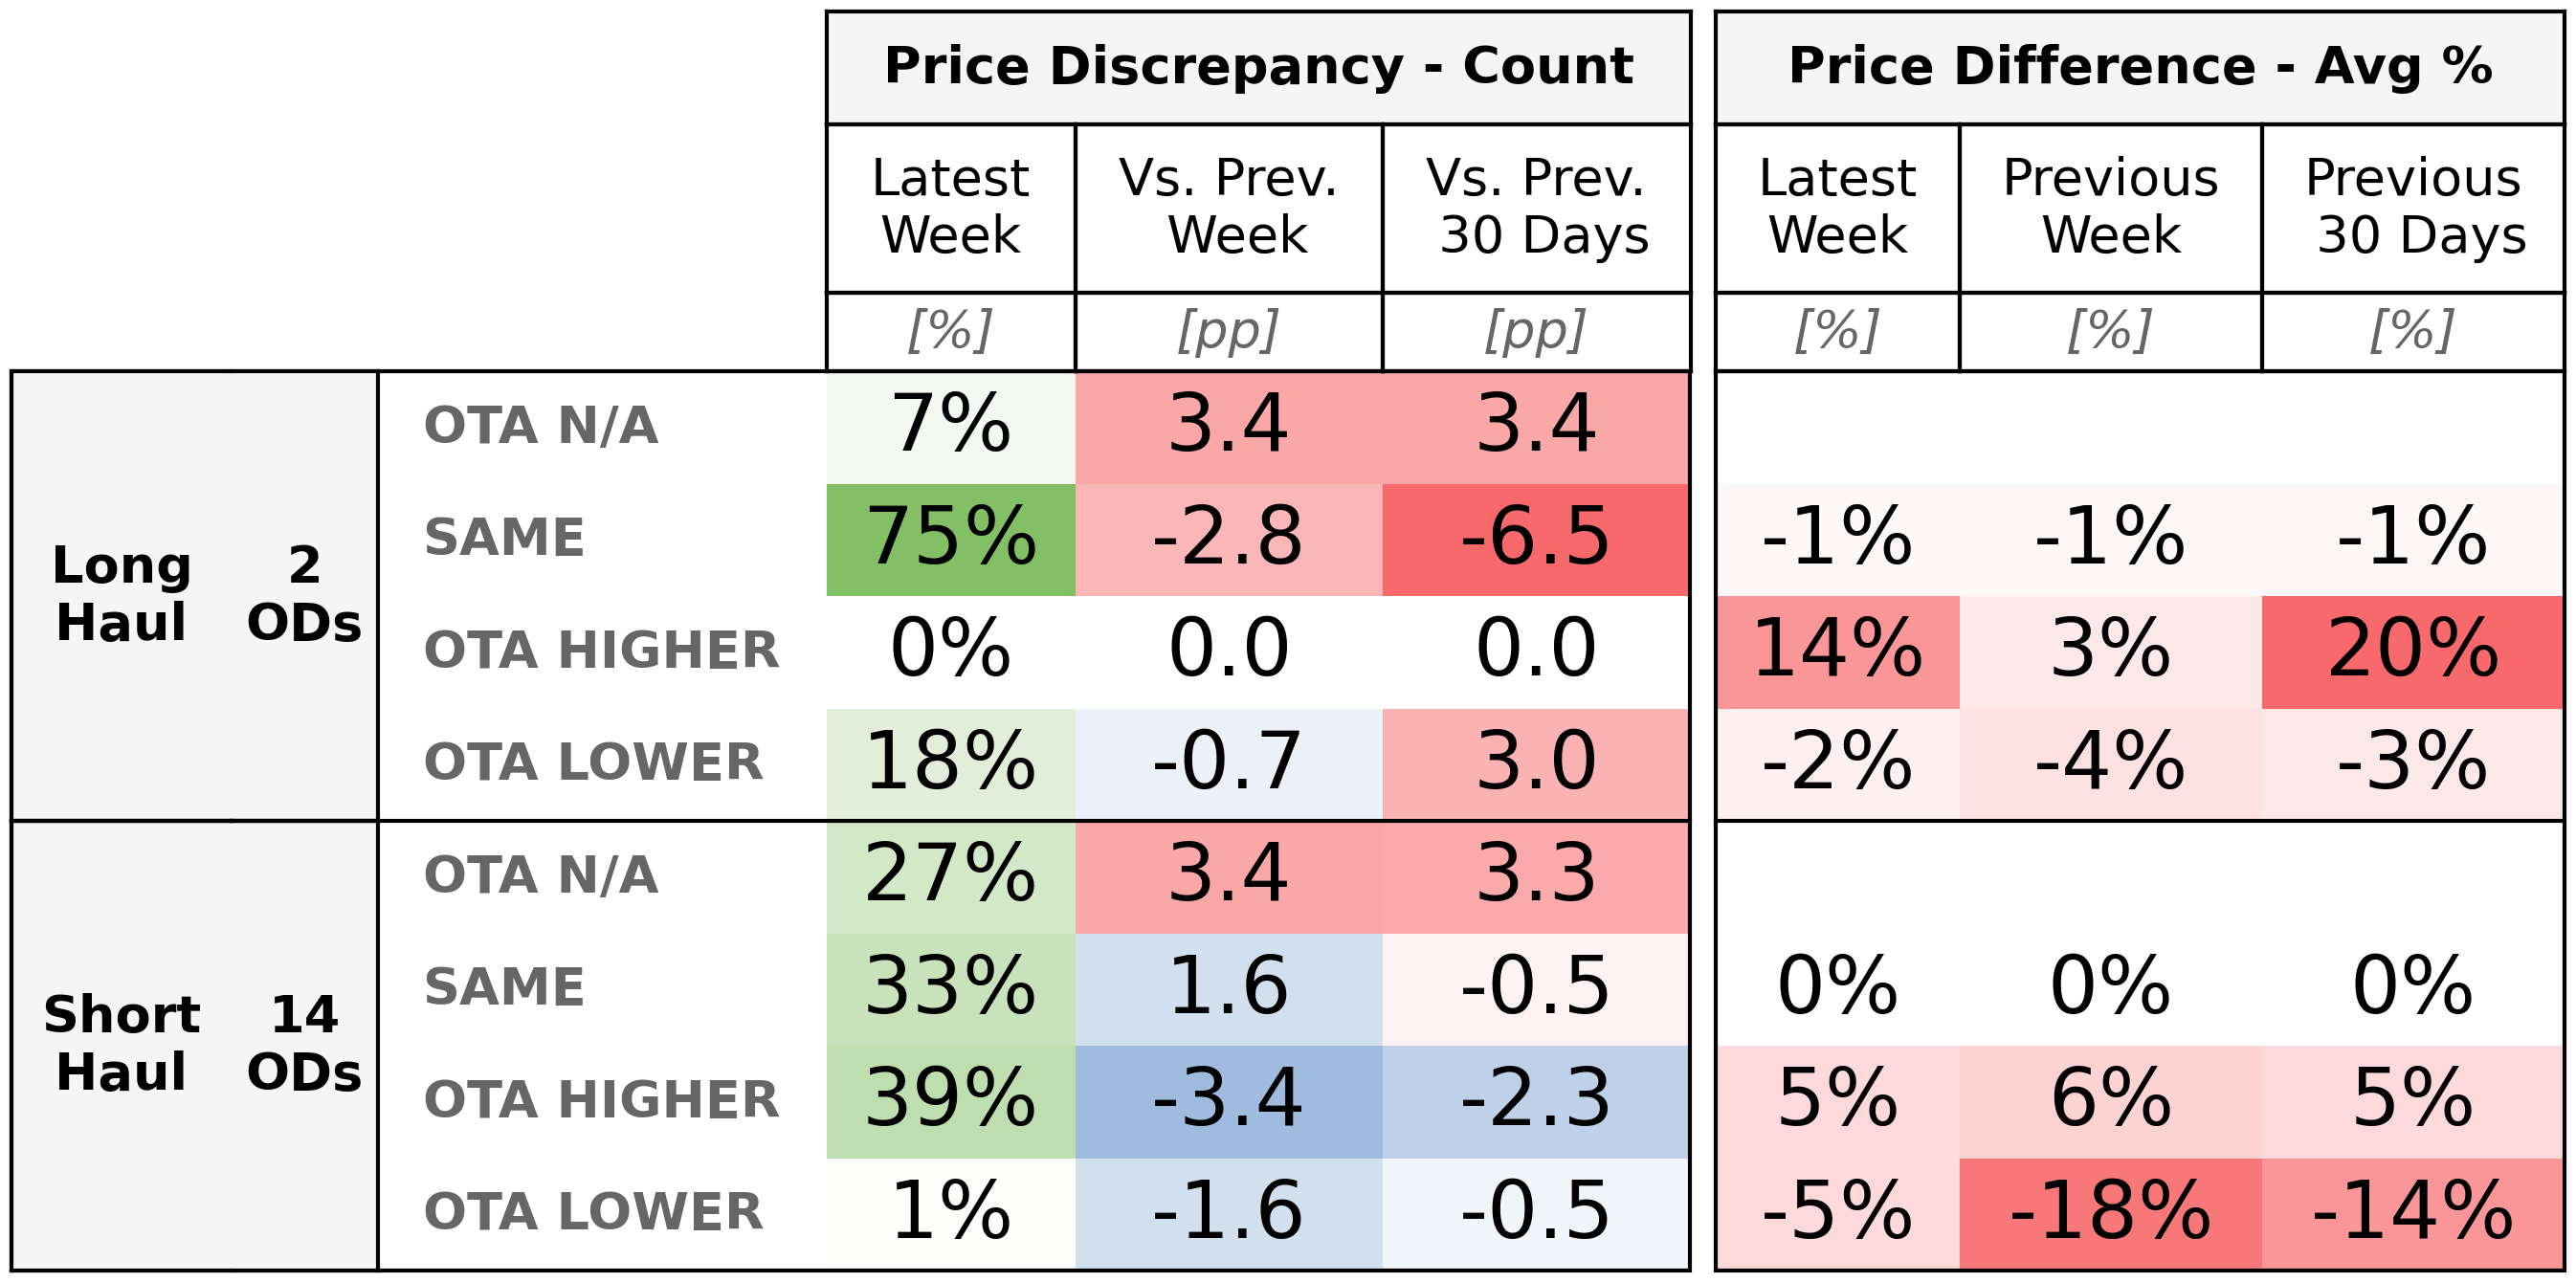 Price Discrepancy - Count Price Difference - Avg %
Latest Week Vs. Prev. Week Vs. Prev. 30 Days Latest Week Previous Week Previous 30 Days
[%] [pp] [pp] [%] [%] [%]
Long Haul 2 ODs
OTA N/A 7% 3.4 3.4
SAME 75% -2.8 -6.5 -1% -1% -1%
OTA HIGHER 0% 0.0 0.0 14% 3% 20%
OTA LOWER 18% -0.7 3.0 -2% -4% -3%
Short Haul 14 ODs
OTA N/A 27% 3.4 3.3
SAME 33% 1.6 -0.5 0% 0% 0%
OTA HIGHER 39% -3.4 -2.3 5% 6% 5%
OTA LOWER 1% -1.6 -0.5 -5% -18% -14%